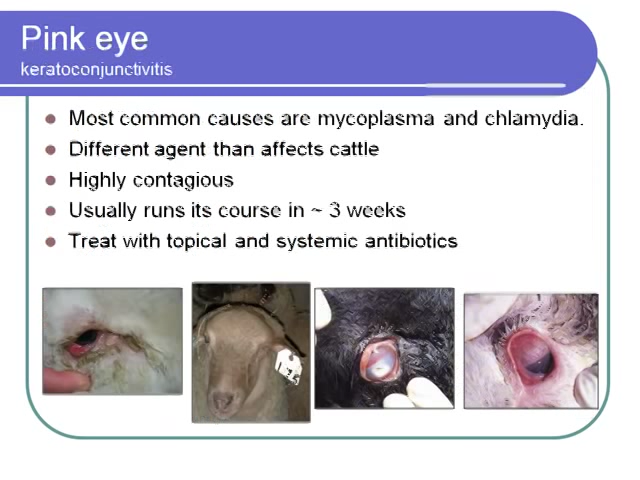 Pink eye
keratoconjunctivitis
Most common causes are mycoplasma and chlamydia.
Different agent than affects cattle
Highly contagious
Usually runs its course in ~ 3 weeks
Treat with topical and systemic antibiotics